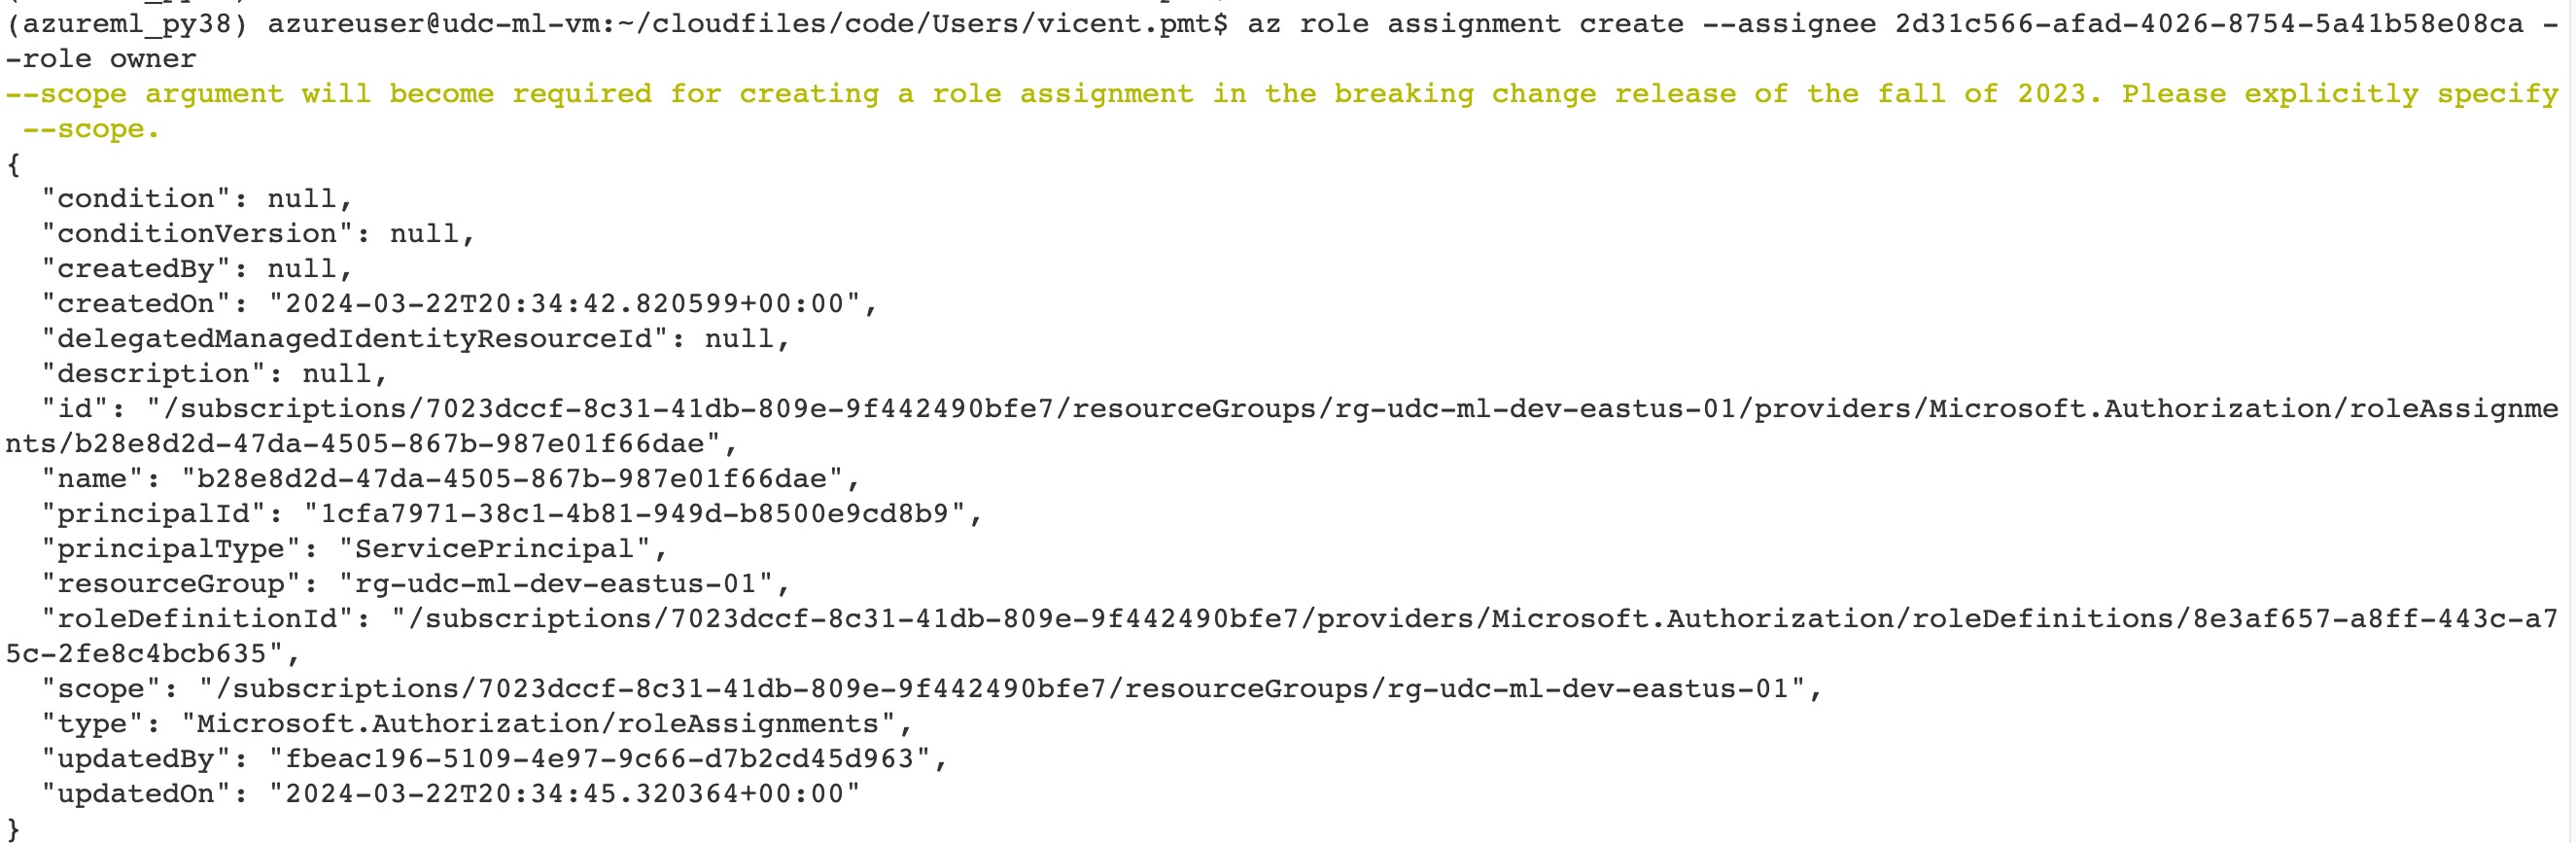 (azureml_py38) azureuser@udc-ml-vm:~/cloudfiles/code/Users/vicent.pmt$ az role assignment create --assignee 2d31c566-afad-4026-8754-5a41b58e08ca -
-role owner
--scope argument will become required for creating a role assignment in the breaking change release of the fall of 2023. Please explicitly specify
 --scope.
{
  "condition": null,
  "conditionVersion": null,
  "createdBy": null,
  "createdOn": "2024-03-22T20:34:42.820599+00:00",
  "delegatedManagedIdentityResourceId": null,
  "description": null,
  "id": "/subscriptions/7023dccf-8c31-41db-809e-9f442490bfe7/resourceGroups/rg-udc-ml-dev-eastus-01/providers/Microsoft.Authorization/roleAssignme
nts/b28e8d2d-47da-4505-867b-987e01f66dae",
  "name": "b28e8d2d-47da-4505-867b-987e01f66dae",
  "principalId": "1cfa7971-38c1-4b81-949d-b8500e9cd8b9",
  "principalType": "ServicePrincipal",
  "resourceGroup": "rg-udc-ml-dev-eastus-01",
  "roleDefinitionId": "/subscriptions/7023dccf-8c31-41db-809e-9f442490bfe7/providers/Microsoft.Authorization/roleDefinitions/8e3af657-a8ff-443c-a7
5c-2fe8c4bcb635",
  "scope": "/subscriptions/7023dccf-8c31-41db-809e-9f442490bfe7/resourceGroups/rg-udc-ml-dev-eastus-01",
  "type": "Microsoft.Authorization/roleAssignments",
  "updatedBy": "fbeac196-5109-4e97-9c66-d7b2cd45d963",
  "updatedOn": "2024-03-22T20:34:45.320364+00:00"
}